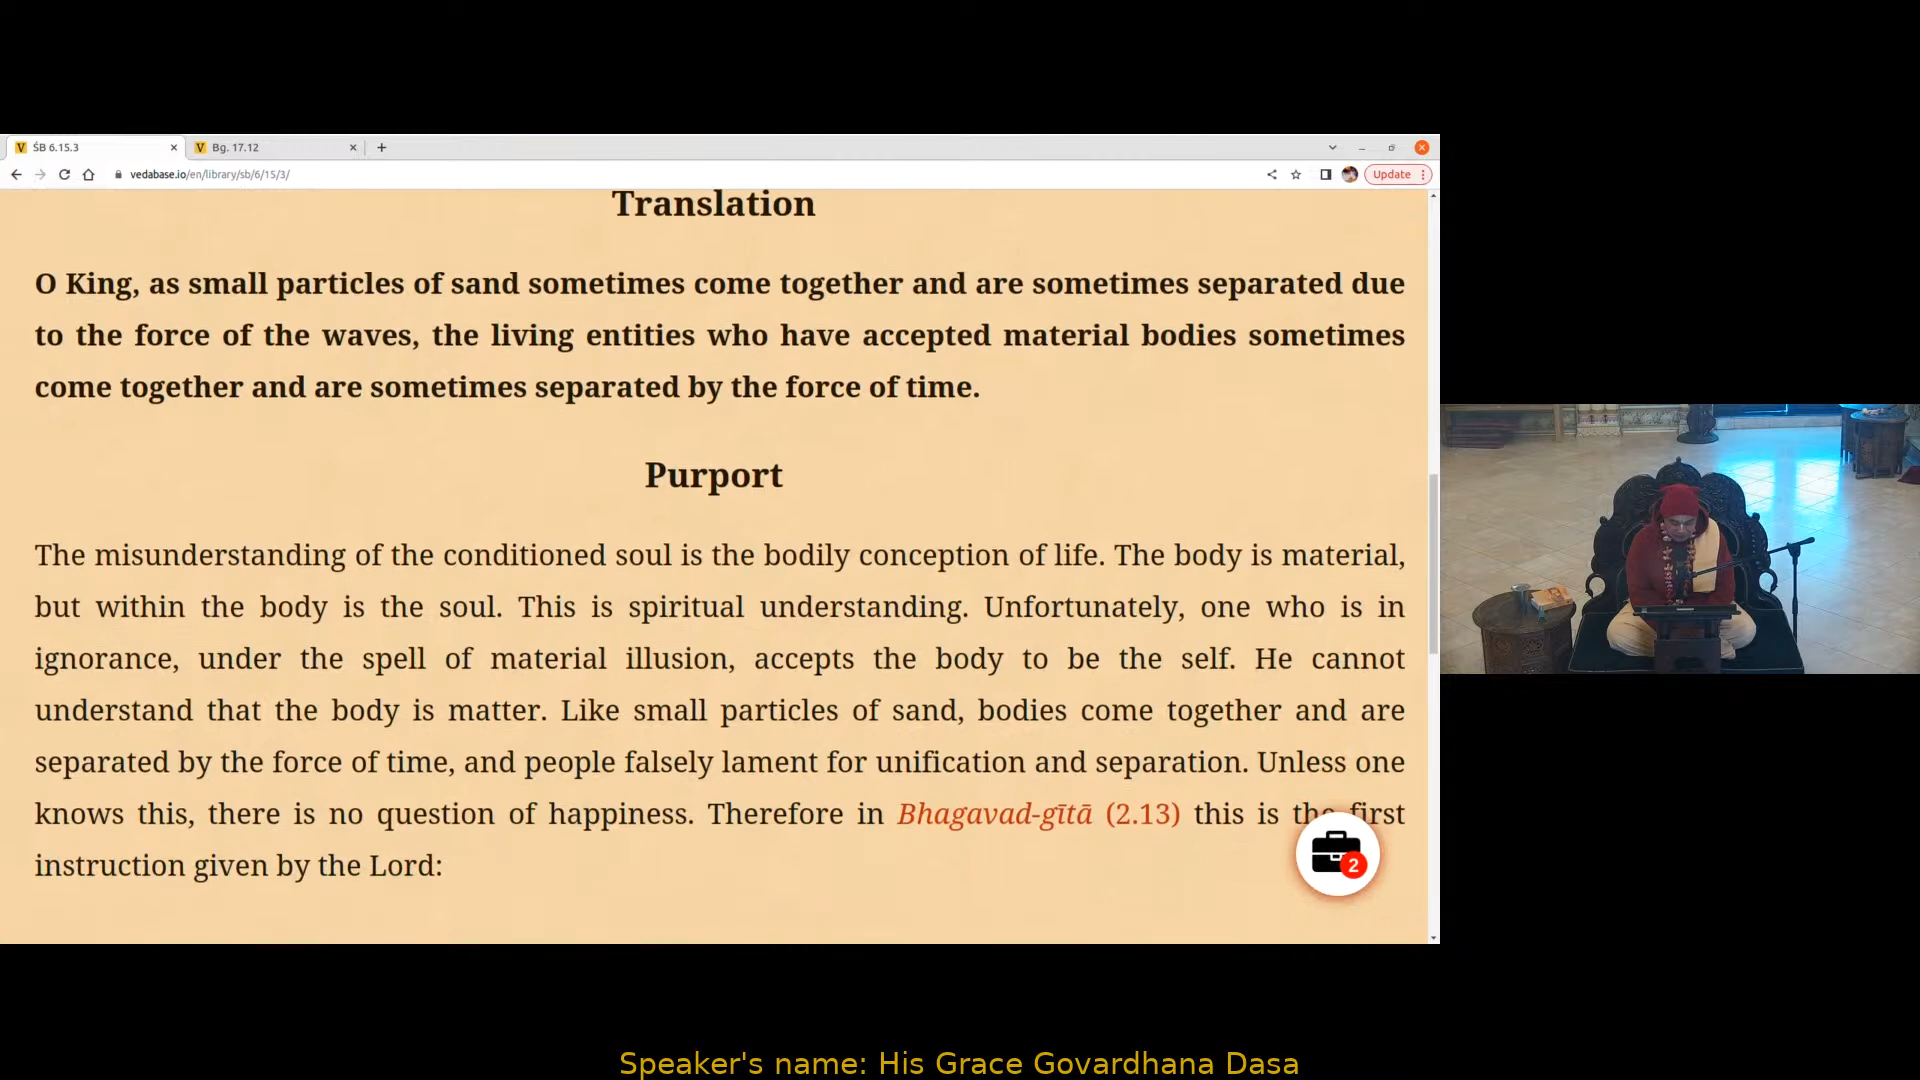 ŚB 6.15.3
Bg. 17.12
vedabase.io/en/library/sb/6/15/3/
Update
Translation
O King, as small particles of sand sometimes come together and are sometimes separated due
to the force of the waves, the living entities who have accepted material bodies sometimes
come together and are sometimes separated by the force of time.
Purport
The misunderstanding of the conditioned soul is the bodily conception of life. The body is material,
but within the body is the soul. This is spiritual understanding. Unfortunately, one who is in
ignorance, under the spell of material illusion, accepts the body to be the self. He cannot
understand that the body is matter. Like small particles of sand, bodies come together and are
separated by the force of time, and people falsely lament for unification and separation. Unless one
knows this, there is no question of happiness. Therefore in Bhagavad-gītā (2.13) this is the first
instruction given by the Lord:
2
Speaker's name: His Grace Govardhana Dasa